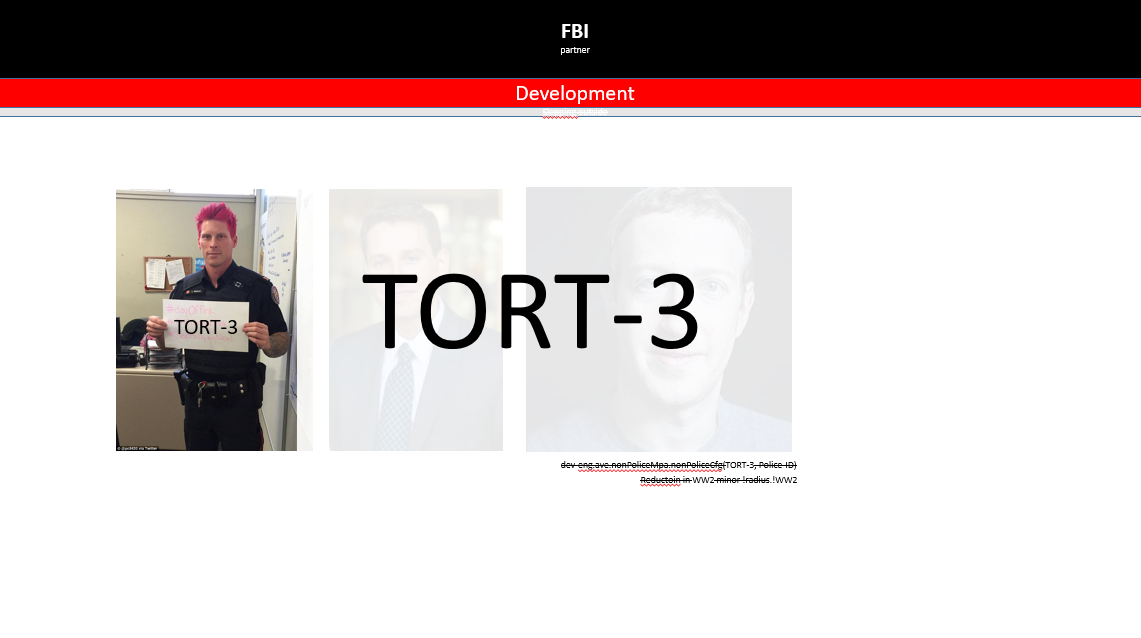 FBI
partner
Development
TORT-3
TORT-3
dev-eng.ave.nonPoliceMpa.nonPoliceCfg(TORT-3, Police ID)
Reductoin in WW2 minor !radius.!WW2